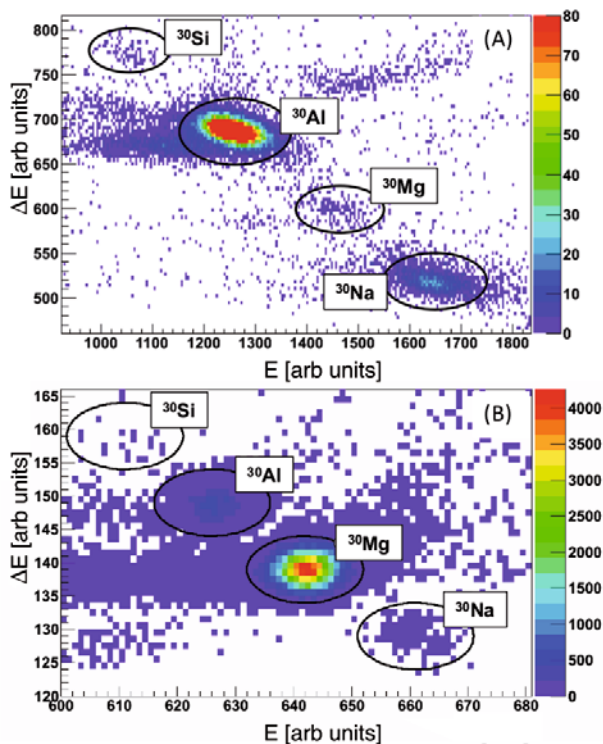 (A)
30Si
30Al
30Mg
30Na
ΔE [arb units]
800
750
700
650
600
550
500
1000 1100 1200 1300 1400 1500 1600 1700 1800
E [arb units]
80
70
60
50
40
30
20
10
0
(B)
30Si
30Al
30Mg
30Na
ΔE [arb units]
165
160
155
150
145
140
135
130
125
120
600 610 620 630 640 650 660 670 680
E [arb units]
4000
3500
3000
2500
2000
1500
1000
500
0